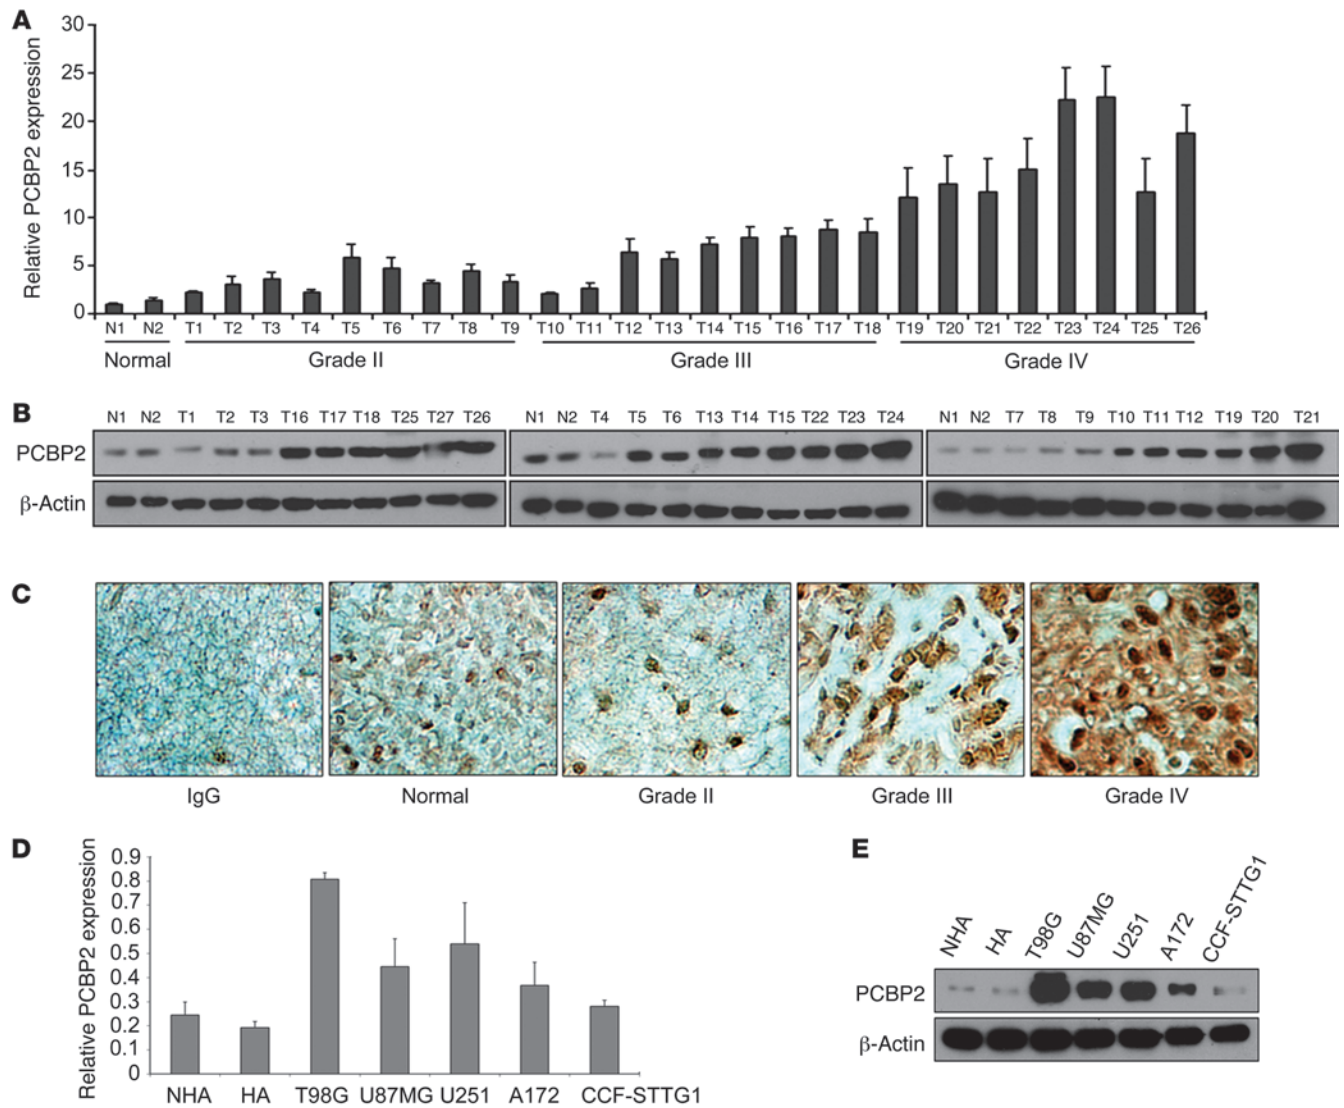 A
Relative PCBP2 expression
30
25
20
15
10
5
0
N1 N2 T1 T2 T3 T4 T5 T6 T7 T8 T9 T10 T11 T12 T13 T14 T15 T16 T17 T18 T19 T20 T21 T22 T23 T24 T25 T26
Normal Grade II Grade III Grade IV
B
N1 N2 T1 T2 T3 T16 T17 T18 T25 T27 T26 N1 N2 T4 T5 T6 T13 T14 T15 T22 T23 T24 N1 N2 T7 T8 T9 T10 T11 T12 T19 T20 T21
PCBP2
β-Actin
C
IgG Normal Grade II Grade III Grade IV
D
Relative PCBP2 expression
0.9
0.8
0.7
0.6
0.5
0.4
0.3
0.2
0.1
0
NHA HA T98G U87MG U251 A172 CCF-STTG1
E
NHA HA T98G U87MG U251 A172 CCF-STTG1
PCBP2
β-Actin